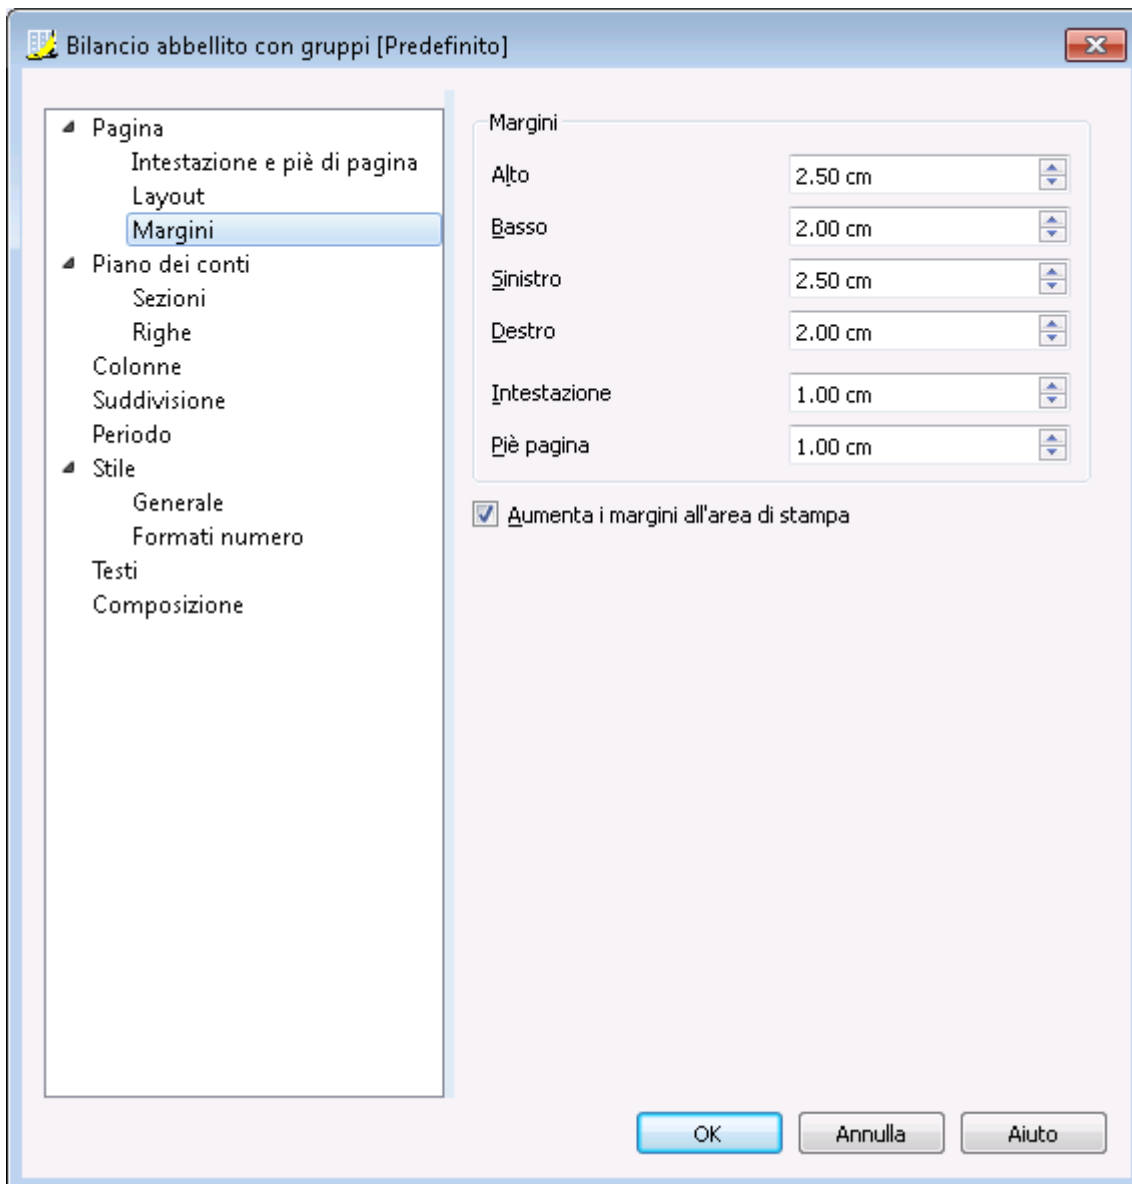 Bilancio abbellito con gruppi [Predefinito]
Pagina
Intestazione e piè di pagina
Layout
Margini
Piano dei conti
Sezioni
Righe
Colonne
Suddivisione
Periodo
Stile
Generale
Formati numero
Testi
Composizione
Margini
Alto 2.50 cm
Basso 2.00 cm
Sinistro 2.50 cm
Destro 2.00 cm
Intestazione 1.00 cm
Piè pagina 1.00 cm
Aumenta i margini all'area di stampa
OK Annulla Aiuto